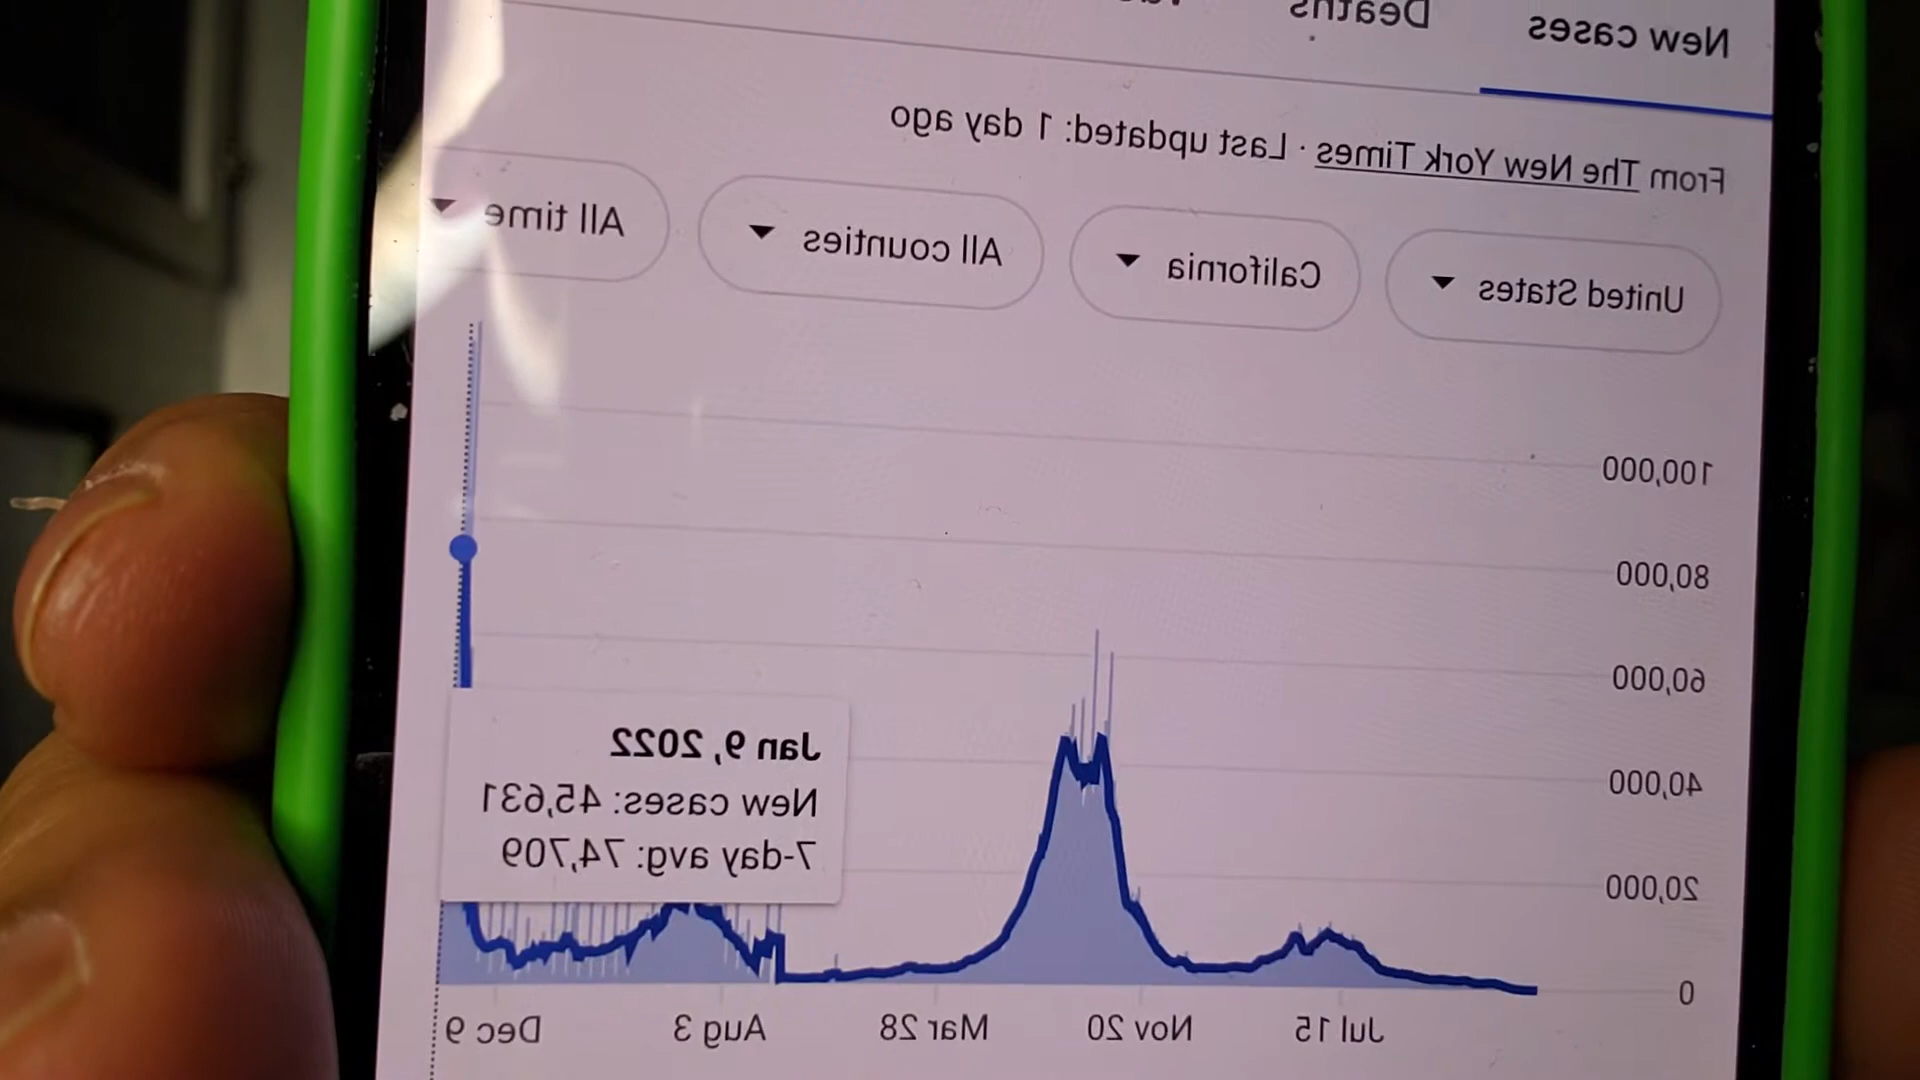 New cases Deaths
From The New York Times · Last updated: 1 day ago
United States California All counties All time
100,000
80,000
60,000
40,000
20,000
0
Jan 9, 2022
New cases: 45,631
7-day avg: 74,709
Jul 15 Nov 20 Mar 28 Aug 3 Dec 9